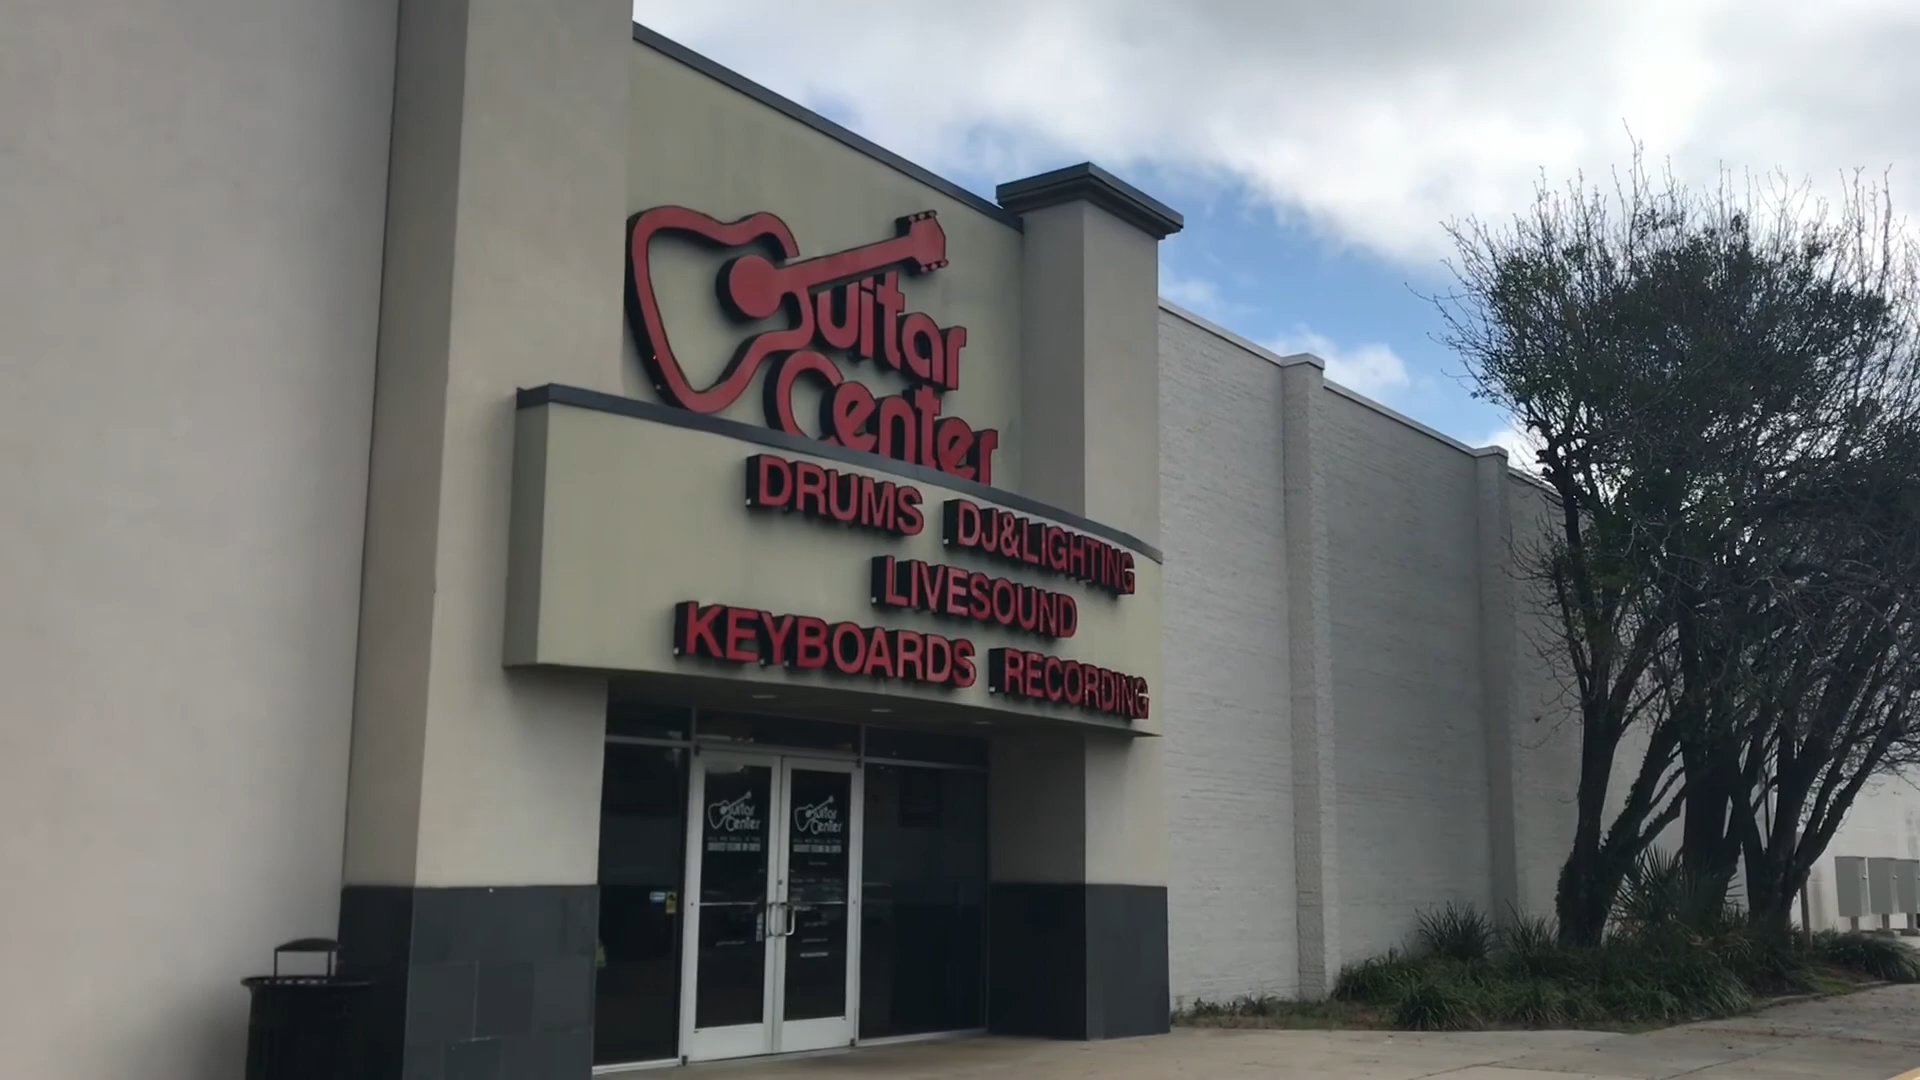 Guitar
Center
DRUMS DJ&LIGHTING
LIVESOUND
KEYBOARDS RECORDING
Guitar
Center
Guitar
Center